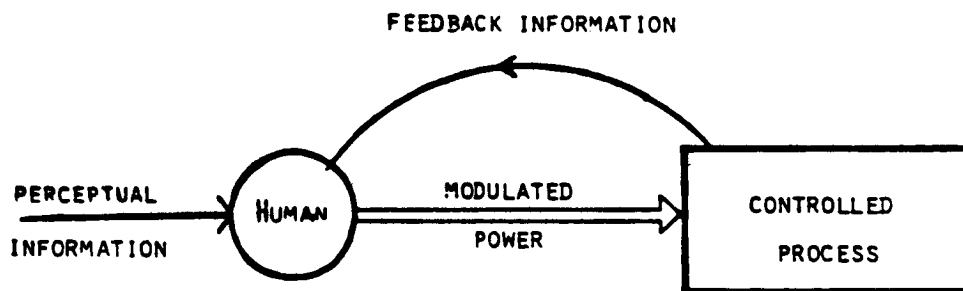 FEEDBACK INFORMATION
PERCEPTUAL
INFORMATION
HUMAN
MODULATED
POWER
CONTROLLED
PROCESS